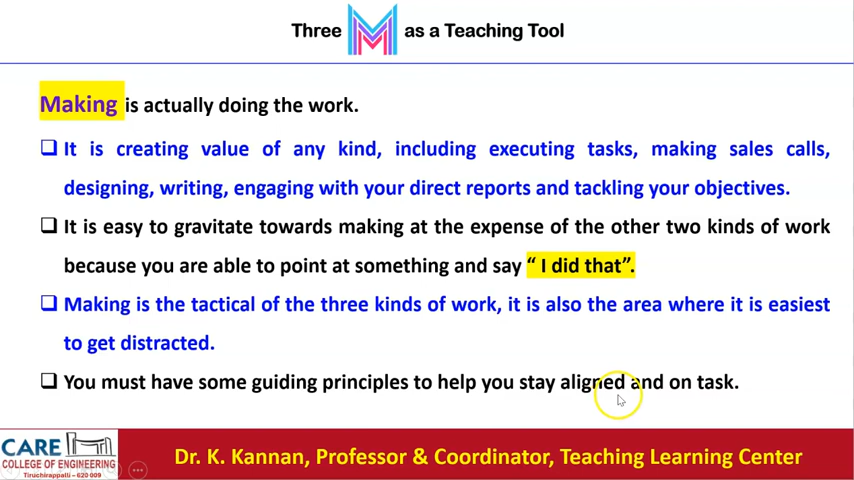 Three M as a Teaching Tool
Making is actually doing the work.
It is creating value of any kind, including executing tasks, making sales calls,
designing, writing, engaging with your direct reports and tackling your objectives.
It is easy to gravitate towards making at the expense of the other two kinds of work
because you are able to point at something and say “ I did that”.
Making is the tactical of the three kinds of work, it is also the area where it is easiest
to get distracted.
You must have some guiding principles to help you stay aligned and on task.
CARE
COLLEGE OF ENGINEERING
Tiruchirappalli – 620 009
Dr. K. Kannan, Professor & Coordinator, Teaching Learning Center